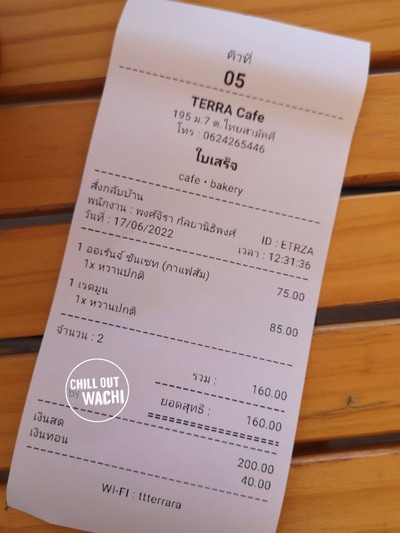 คิวที่
05
TERRA Cafe
195 ม.7 ต.ไทยสามัคคี
โทร : 0624265446
ใบเสร็จ
cafe • bakery
สั่งกลับบ้าน
พนักงาน : พงศ์จิรา กัลยานิธิพงศ์ ID : E1RZA
วันที่ : 17/06/2022 เวลา : 12:31:36
1 ออเร้นจ์ ซันเซท (กาแฟส้ม) 75.00
1x หวานปกติ
1 เรดมูน 85.00
1x หวานปกติ
จำนวน : 2
รวม : 160.00
ยอดสุทธิ : 160.00
เงินสด 200.00
เงินทอน 40.00
WI-FI : ttterrara
CHILL OUT
by WACHI